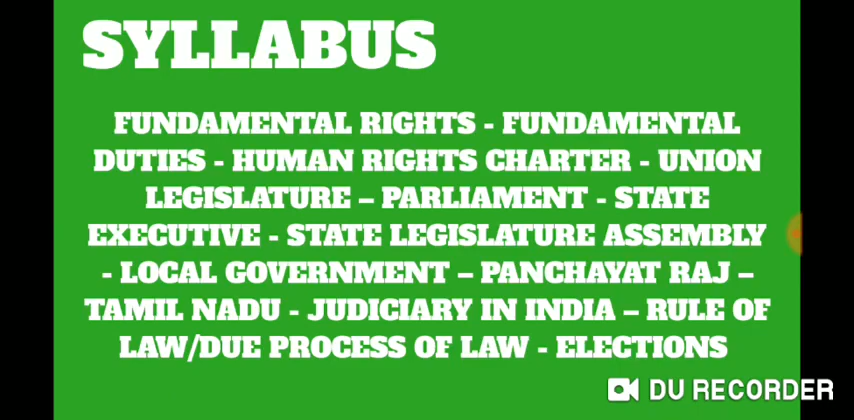 SYLLABUS
FUNDAMENTAL RIGHTS - FUNDAMENTAL
DUTIES - HUMAN RIGHTS CHARTER - UNION
LEGISLATURE – PARLIAMENT - STATE
EXECUTIVE - STATE LEGISLATURE ASSEMBLY
- LOCAL GOVERNMENT – PANCHAYAT RAJ –
TAMIL NADU - JUDICIARY IN INDIA – RULE OF
LAW/DUE PROCESS OF LAW - ELECTIONS
DU RECORDER